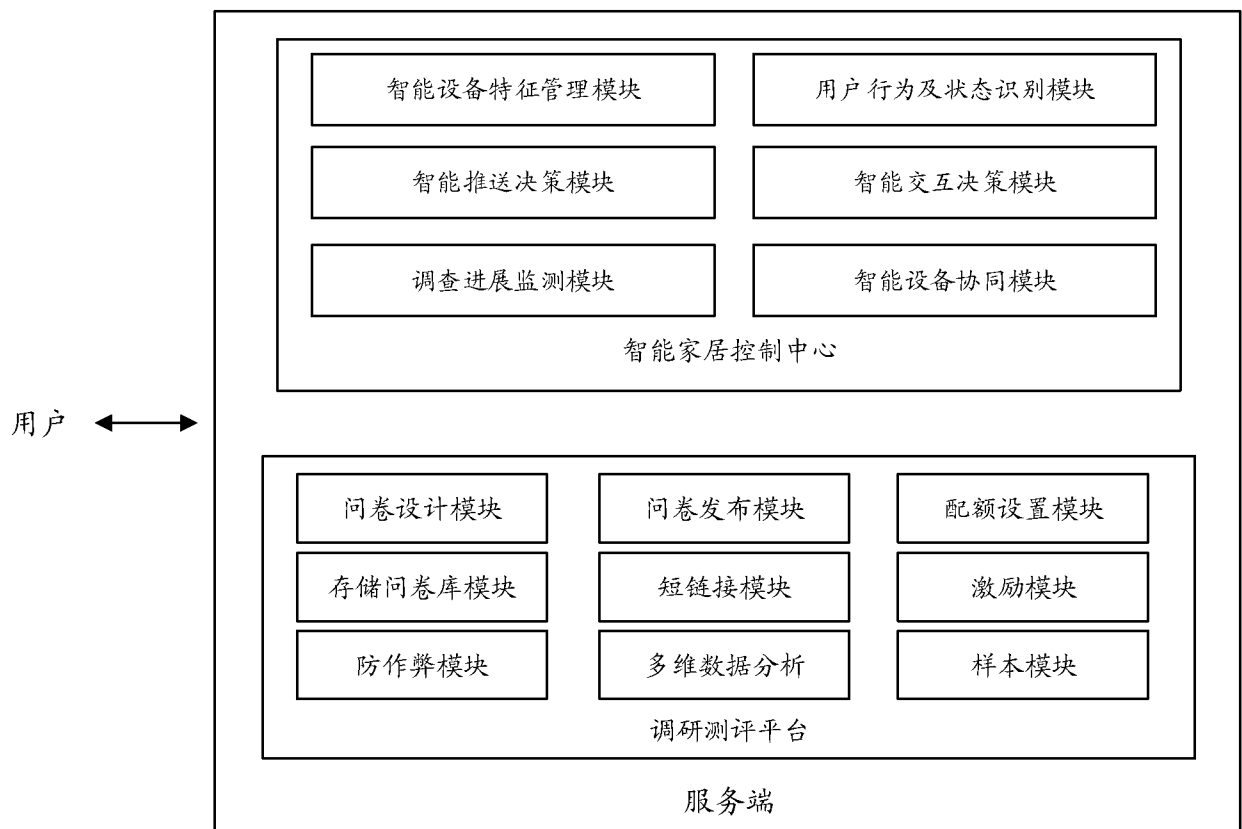 智能设备特征管理模块
用户行为及状态识别模块
智能推送决策模块
智能交互决策模块
调查进展监测模块
智能设备协同模块
智能家居控制中心
用户
问卷设计模块
问卷发布模块
配额设置模块
存储问卷库模块
短链接模块
激励模块
防作弊模块
多维数据分析
样本模块
调研测评平台
服务端